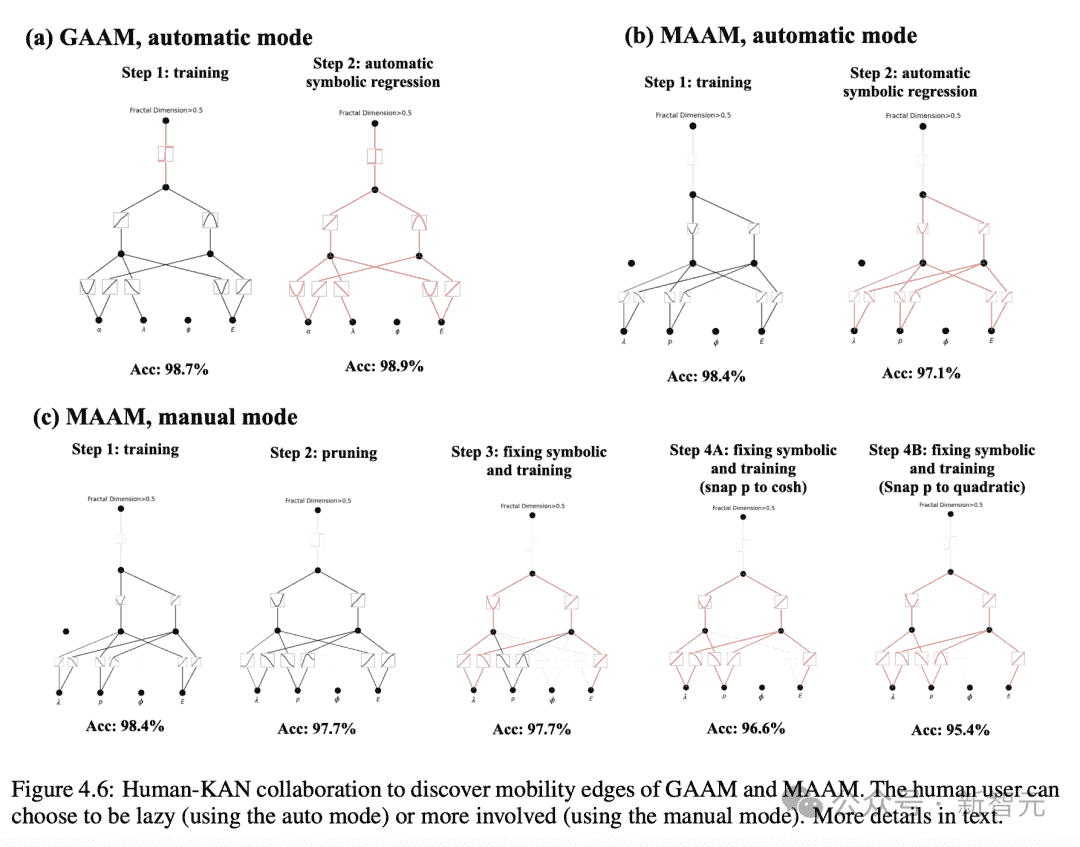 (a) GAAM, automatic mode
Step 1: training
Step 2: automatic
symbolic regression
Fractal Dimension>0.5
Fractal Dimension>0.5
α
λ
ϕ
E
α
λ
ϕ
E
Acc: 98.7%
Acc: 98.9%
(b) MAAM, automatic mode
Step 1: training
Step 2: automatic
symbolic regression
Fractal Dimension>0.5
Fractal Dimension>0.5
λ
p
ϕ
E
λ
p
ϕ
E
Acc: 98.4%
Acc: 97.1%
(c) MAAM, manual mode
Step 1: training
Step 2: pruning
Step 3: fixing symbolic
and training
Step 4A: fixing symbolic
and training
(snap p to cosh)
Step 4B: fixing symbolic
and training
(Snap p to quadratic)
Fractal Dimension>0.5
Fractal Dimension>0.5
Fractal Dimension>0.5
Fractal Dimension>0.5
Fractal Dimension>0.5
λ
p
ϕ
E
λ
p
ϕ
E
λ
p
ϕ
E
λ
p
ϕ
E
λ
p
ϕ
E
Acc: 98.4%
Acc: 97.7%
Acc: 97.7%
Acc: 96.6%
Acc: 95.4%
Figure 4.6: Human-KAN collaboration to discover mobility edges of GAAM and MAAM. The human user can
choose to be lazy (using the auto mode) or more involved (using the manual mode). More details in text.
公众号·新智元